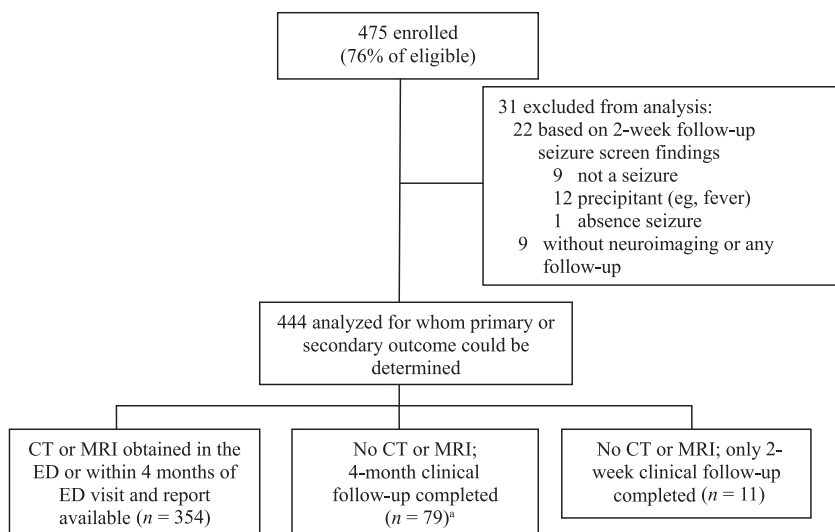 475 enrolled
(76% of eligible)
31 excluded from analysis:
22 based on 2-week follow-up
seizure screen findings
9 not a seizure
12 precipitant (eg, fever)
1 absence seizure
9 without neuroimaging or any
follow-up
444 analyzed for whom primary or
secondary outcome could be
determined
CT or MRI obtained in the
ED or within 4 months of
ED visit and report
available (n = 354)
No CT or MRI;
4-month clinical
follow-up completed
(n = 79)ᵃ
No CT or MRI; only 2-
week clinical follow-up
completed (n = 11)